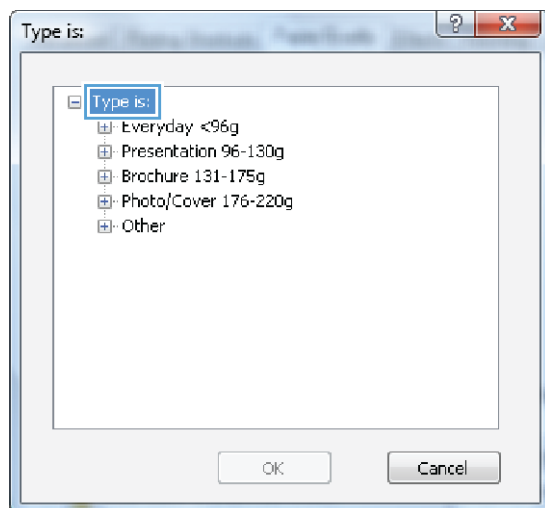 Type is:
Type is:
Everyday <96g
Presentation 96-130g
Brochure 131-175g
Photo/Cover 176-220g
Other
OK
Cancel